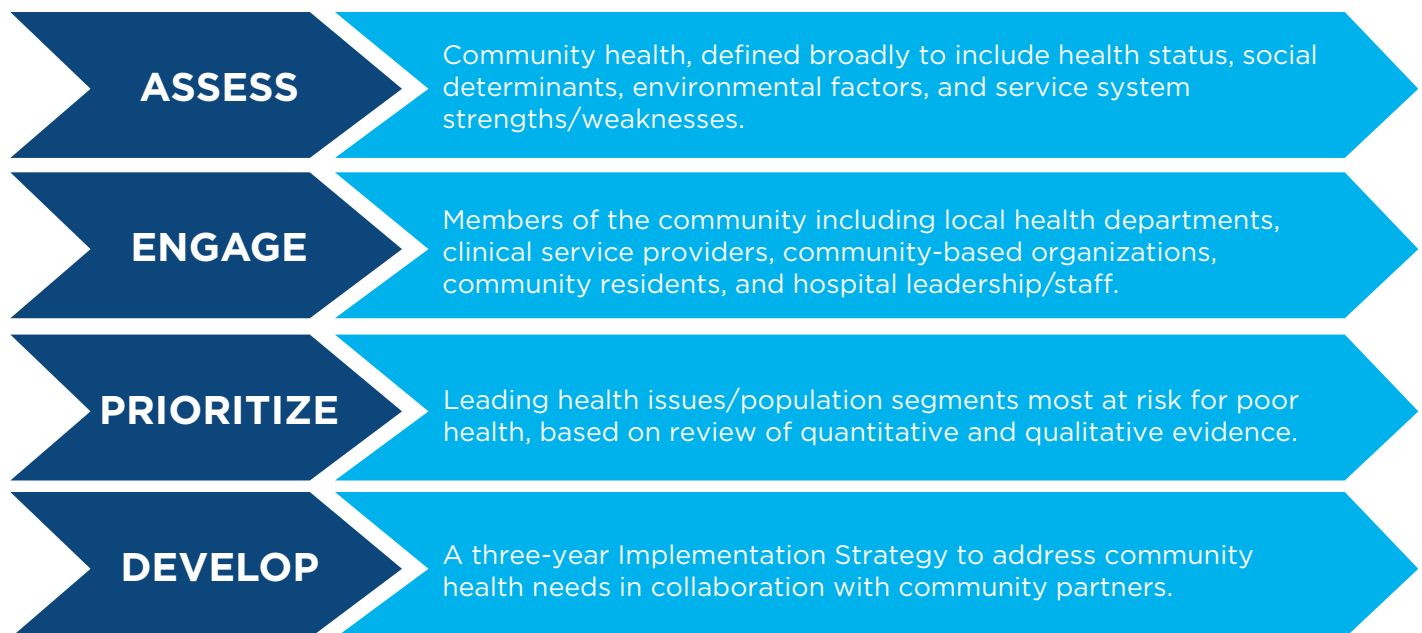 ASSESS
Community health, defined broadly to include health status, social
determinants, environmental factors, and service system
strengths/weaknesses.
ENGAGE
Members of the community including local health departments,
clinical service providers, community-based organizations,
community residents, and hospital leadership/staff.
PRIORITIZE
Leading health issues/population segments most at risk for poor
health, based on review of quantitative and qualitative evidence.
DEVELOP
A three-year Implementation Strategy to address community
health needs in collaboration with community partners.